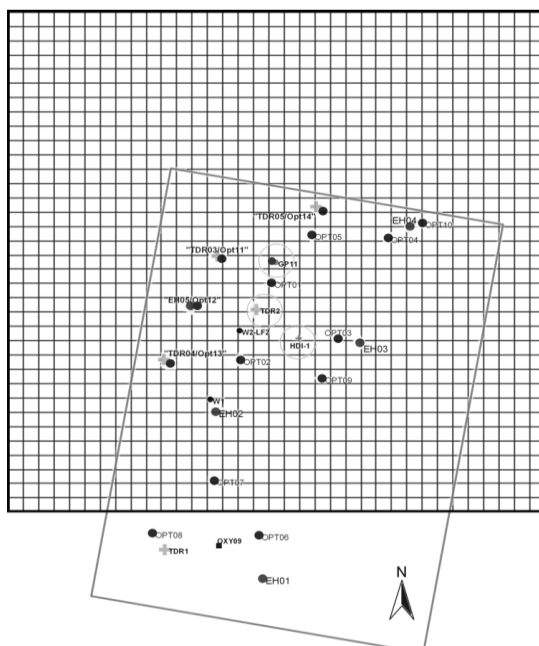 "TDR05/Opt14"
EH04
OPT10
OPT05
OPT04
"TDR03/Opt11"
GP11
OPT01
"EH05/Opt12"
TDR2
W2-LF2
OPT03
HDI-1
EH03
"TDR04/Opt13"
OPT02
OPT09
W1
EH02
OPT07
OPT08
OPT06
OXY09
TDR1
N
EH01